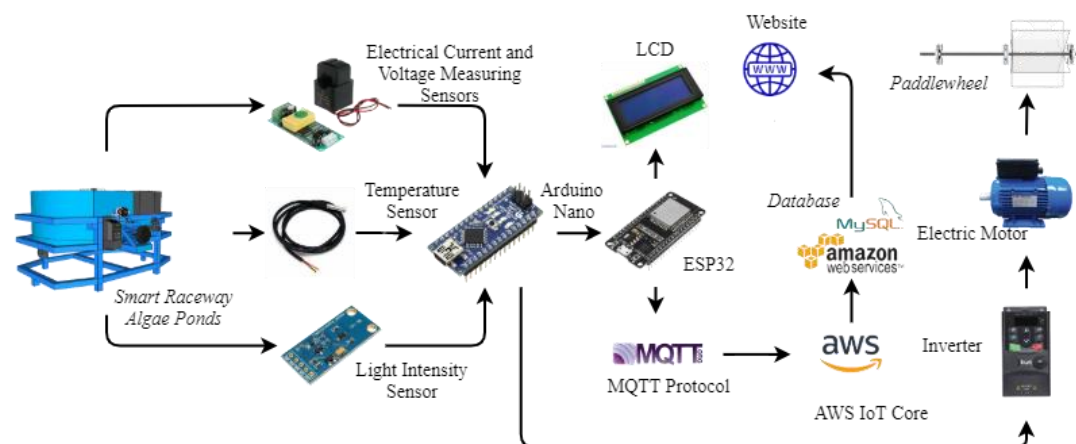 Electrical Current and
Voltage Measuring
Sensors
LCD
Website
WWW
Paddlewheel
Temperature
Sensor
Arduino
Nano
Database
MySQL
amazon
web services
Electric Motor
ESP32
Smart Raceway
Algae Ponds
Light Intensity
Sensor
MQTT
MQTT Protocol
aws
AWS IoT Core
Inverter